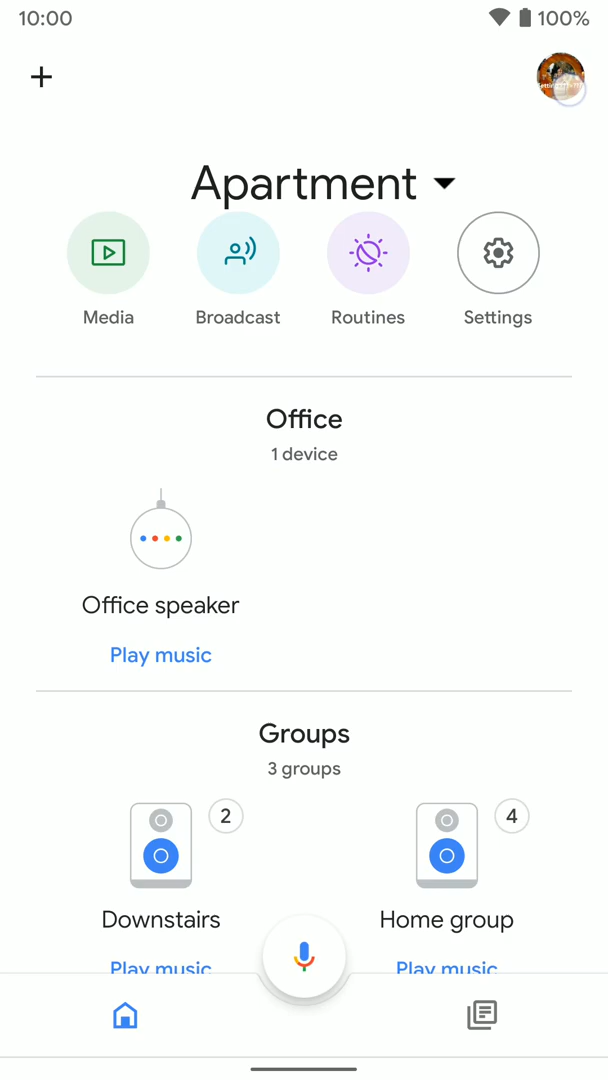 10:00
100%
Apartment
Media
Broadcast
Routines
Settings
Office
1 device
Office speaker
Play music
Groups
3 groups
2
4
Downstairs
Home group
Play music
Play music